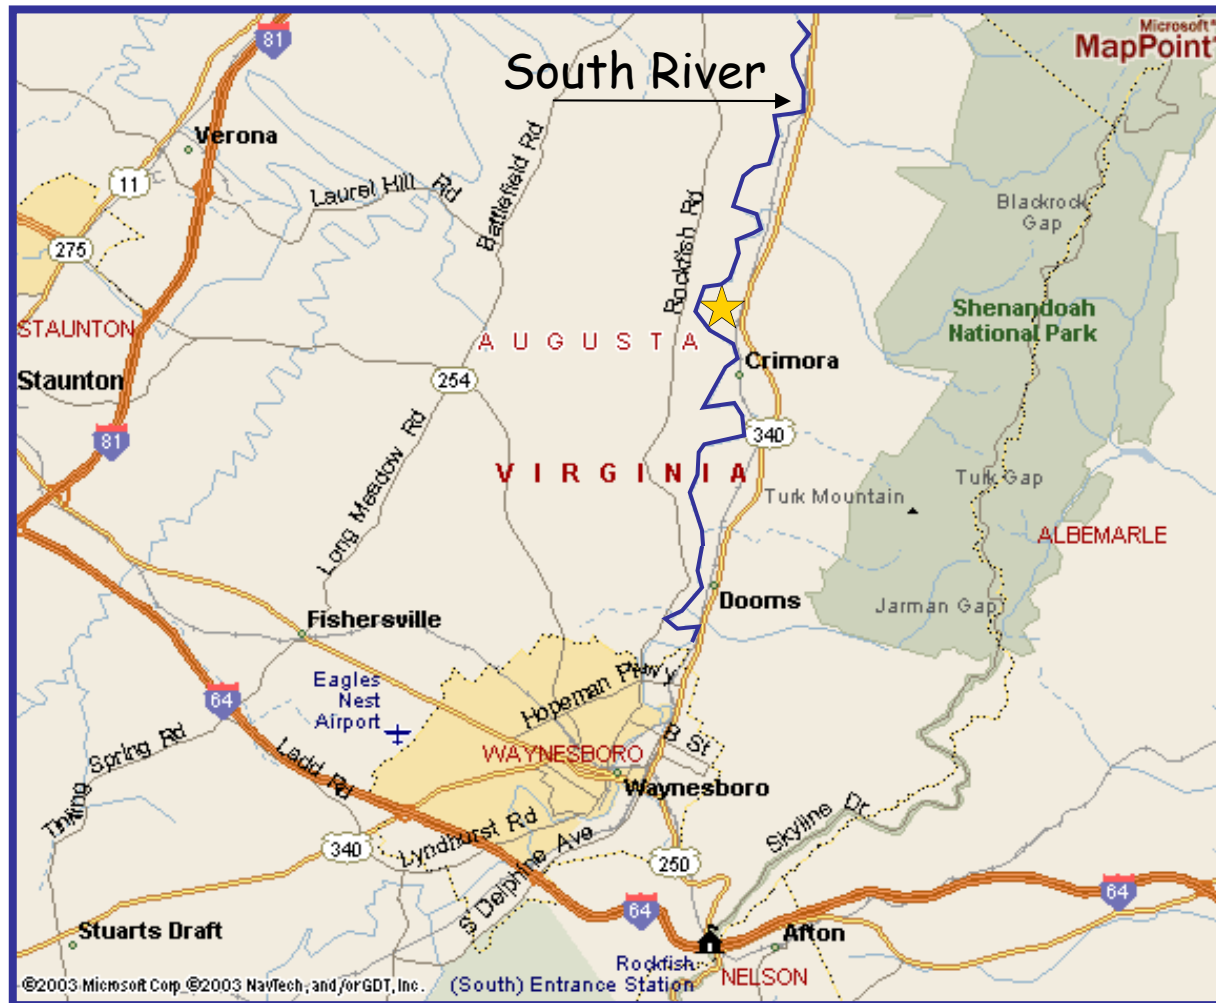 Microsoft®
MapPoint®
81
South River
Verona
11
Laurel Hill Rd
Battlefield Rd
Rockfish Rd
Blackrock
Gap
275
Shenandoah
National Park
STAUNTON
AUGUSTA
Crimora
Staunton
254
81
340
Long Meadow Rd
VIRGINIA
Turk Gap
Turk Mountain
ALBEMARLE
Dooms
Jarman Gap
Fishersville
Eagles
Nest
Airport
Hopeman Pkwy
64
Tinkling Spring Rd
Ladd Rd
B St
WAYNESBORO
Waynesboro
Skyline Dr
Lyndhurst Rd
340
250
S Delphine Ave
64
64
Stuarts Draft
Afton
Rockfish
(South) Entrance Station
NELSON
©2003 Microsoft Corp ©2003 NavTech, and/or GDT, Inc.